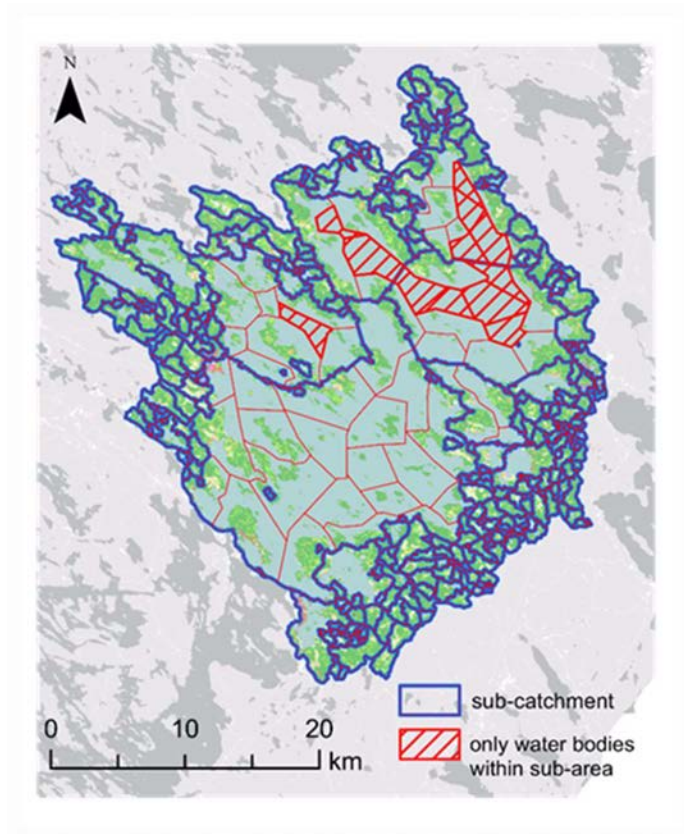 N
sub-catchment
0 10 20
km
only water bodies
within sub-area